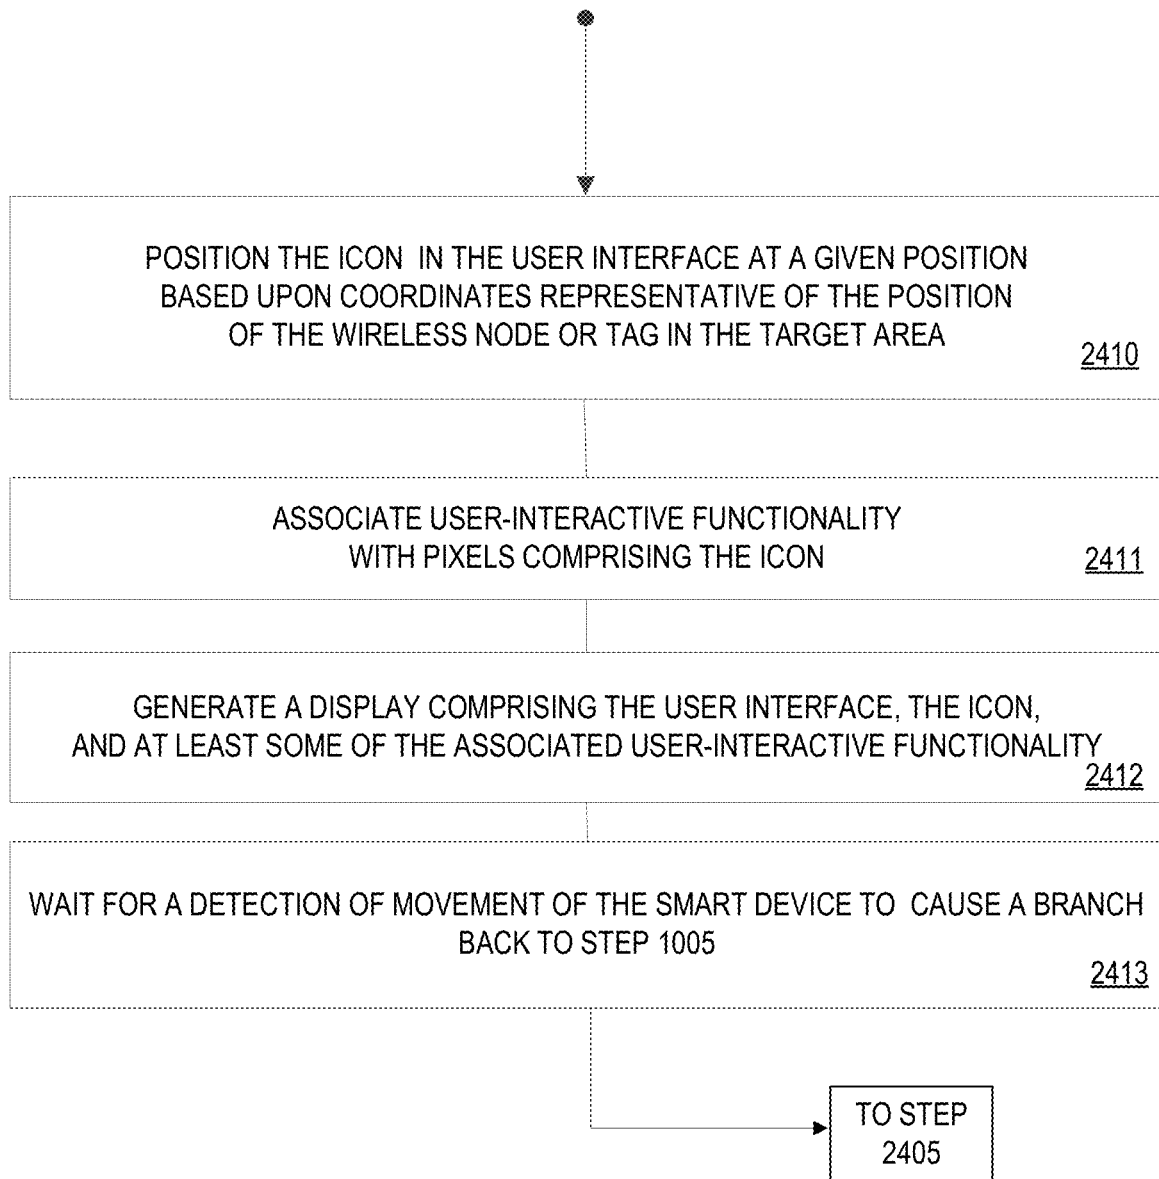 POSITION THE ICON IN THE USER INTERFACE AT A GIVEN POSITION
BASED UPON COORDINATES REPRESENTATIVE OF THE POSITION
OF THE WIRELESS NODE OR TAG IN THE TARGET AREA
2410
ASSOCIATE USER-INTERACTIVE FUNCTIONALITY
WITH PIXELS COMPRISING THE ICON
2411
GENERATE A DISPLAY COMPRISING THE USER INTERFACE, THE ICON,
AND AT LEAST SOME OF THE ASSOCIATED USER-INTERACTIVE FUNCTIONALITY
2412
WAIT FOR A DETECTION OF MOVEMENT OF THE SMART DEVICE TO CAUSE A BRANCH
BACK TO STEP 1005
2413
TO STEP
2405